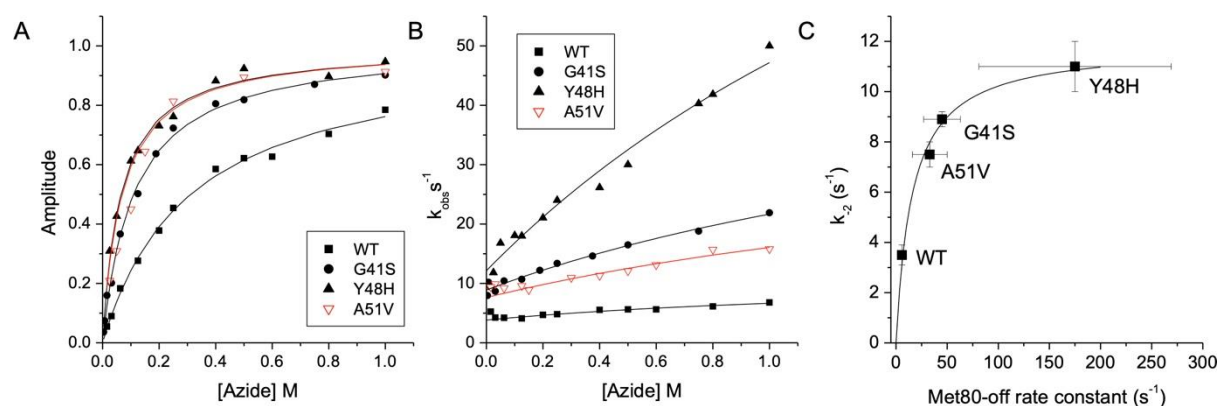 A
Amplitude
1.0
0.8
0.6
0.4
0.2
0.0
0.0 0.2 0.4 0.6 0.8 1.0
[Azide] M
WT
G41S
Y48H
A51V
B
k_obs s^-1
50
40
30
20
10
0
0.0 0.2 0.4 0.6 0.8 1.0
[Azide] M
WT
G41S
Y48H
A51V
C
k_-2 (s^-1)
12
10
8
6
4
2
0
0 50 100 150 200 250 300
Met80-off rate constant (s^-1)
Y48H
G41S
A51V
WT